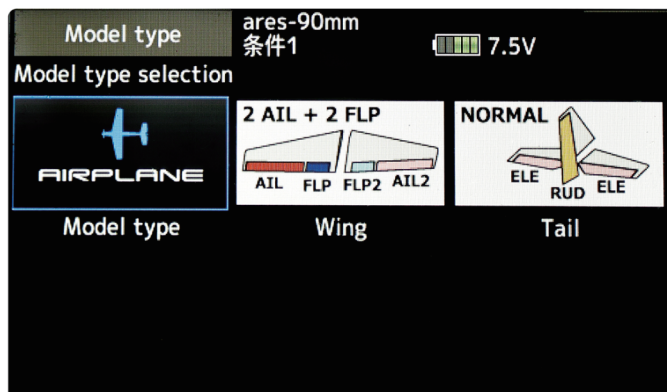 Model type
ares-90mm
条件1
7.5V
Model type selection
AIRPLANE
2 AIL + 2 FLP
AIL FLP FLP2 AIL2
NORMAL
ELE RUD ELE
Model type Wing Tail